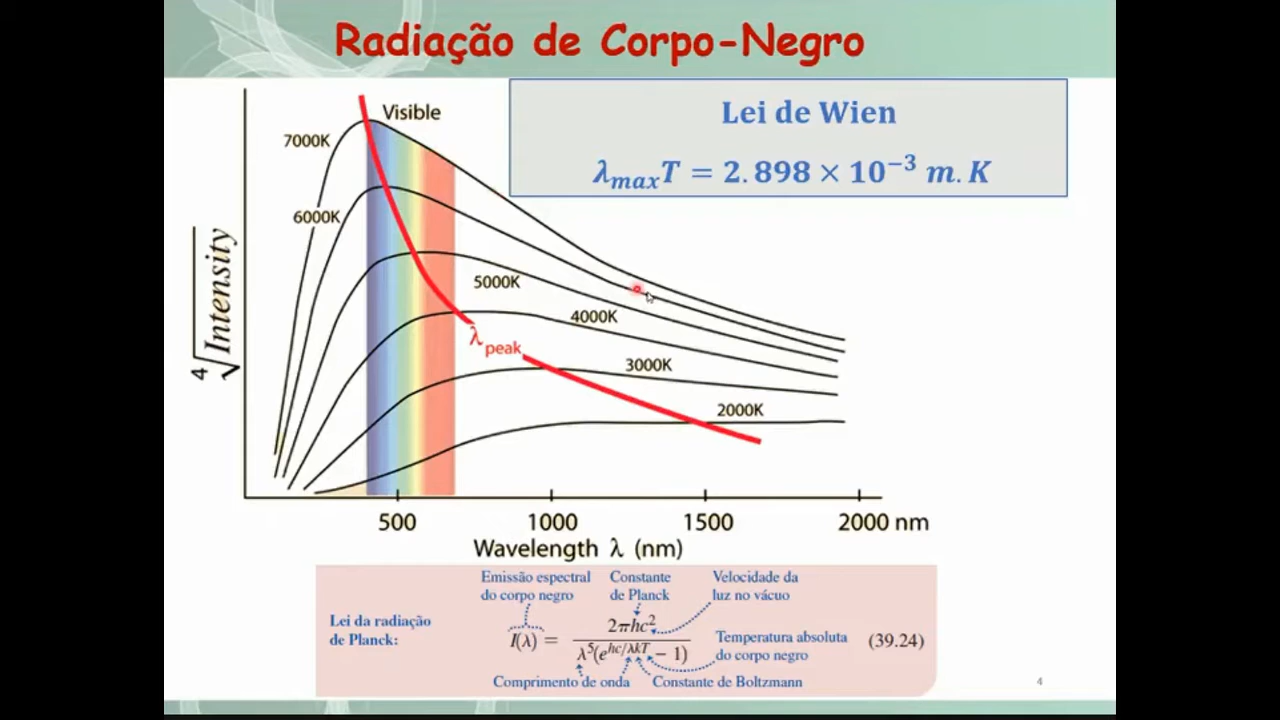 Radiação de Corpo-Negro
Lei de Wien
λmaxT = 2.898 × 10⁻³ m.K
Visible
7000K
6000K
5000K
4000K
3000K
2000K
λpeak
⁴√Intensity
500 1000 1500 2000 nm
Wavelength λ (nm)
Lei da radiação
de Planck:
Emissão espectral
do corpo negro
Constante
de Planck
Velocidade da
luz no vácuo
I(λ) = 2πhc² / λ⁵(e^hc/λkT − 1)
Temperatura absoluta
do corpo negro
(39.24)
Comprimento de onda
Constante de Boltzmann
4